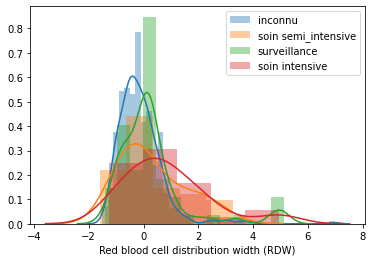 inconnu
soin semi_intensive
surveillance
soin intensive
0.8
0.7
0.6
0.5
0.4
0.3
0.2
0.1
0.0
−4 −2 0 2 4 6 8
Red blood cell distribution width (RDW)